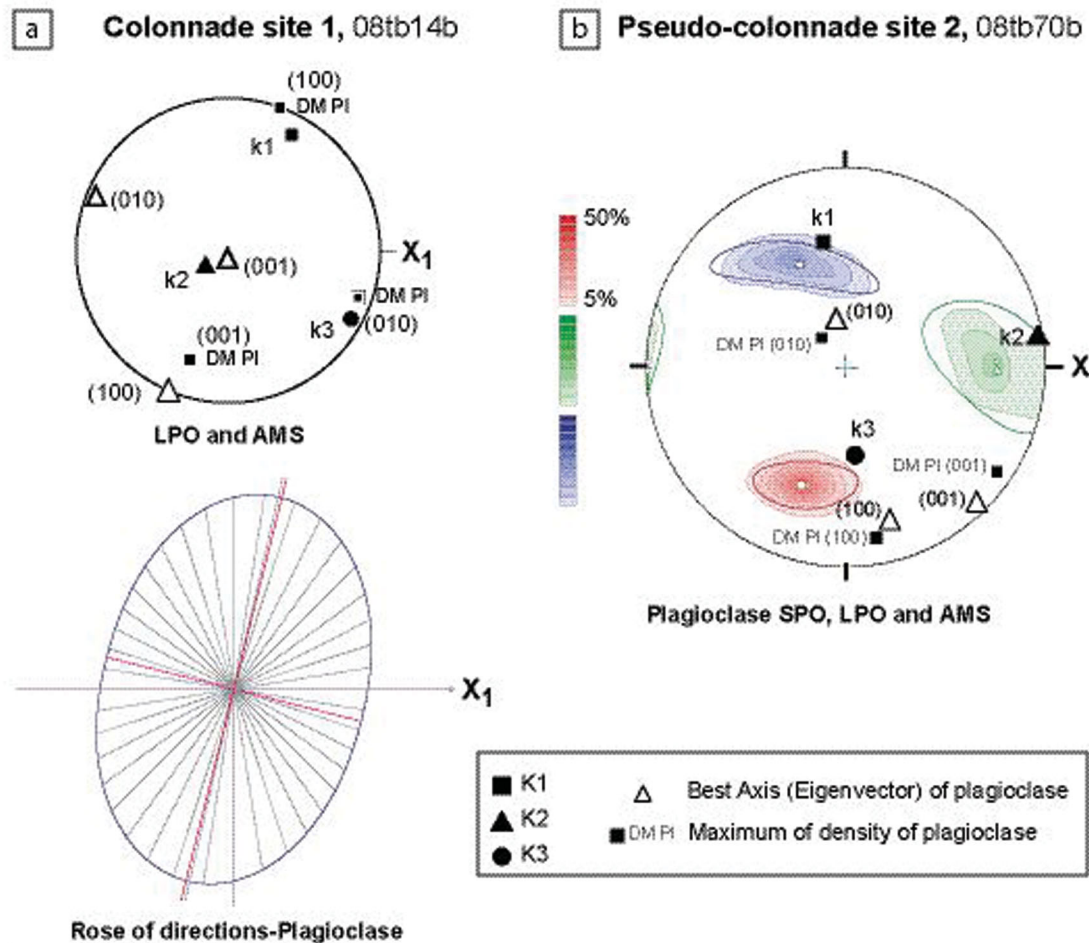 a Colonnade site 1, 08tb14b
(100)
DM Pl
k1
(010)
X1
k2
(001)
DM Pl
k3
(010)
(001)
DM Pl
(100)
LPO and AMS
X1
Rose of directions-Plagioclase
b Pseudo-colonnade site 2, 08tb70b
50%
5%
k1
(010)
DM Pl (010)
k2
X
k3
DM Pl (001)
(001)
(100)
DM Pl (100)
Plagioclase SPO, LPO and AMS
K1
K2
K3
Best Axis (Eigenvector) of plagioclase
DM Pl Maximum of density of plagioclase